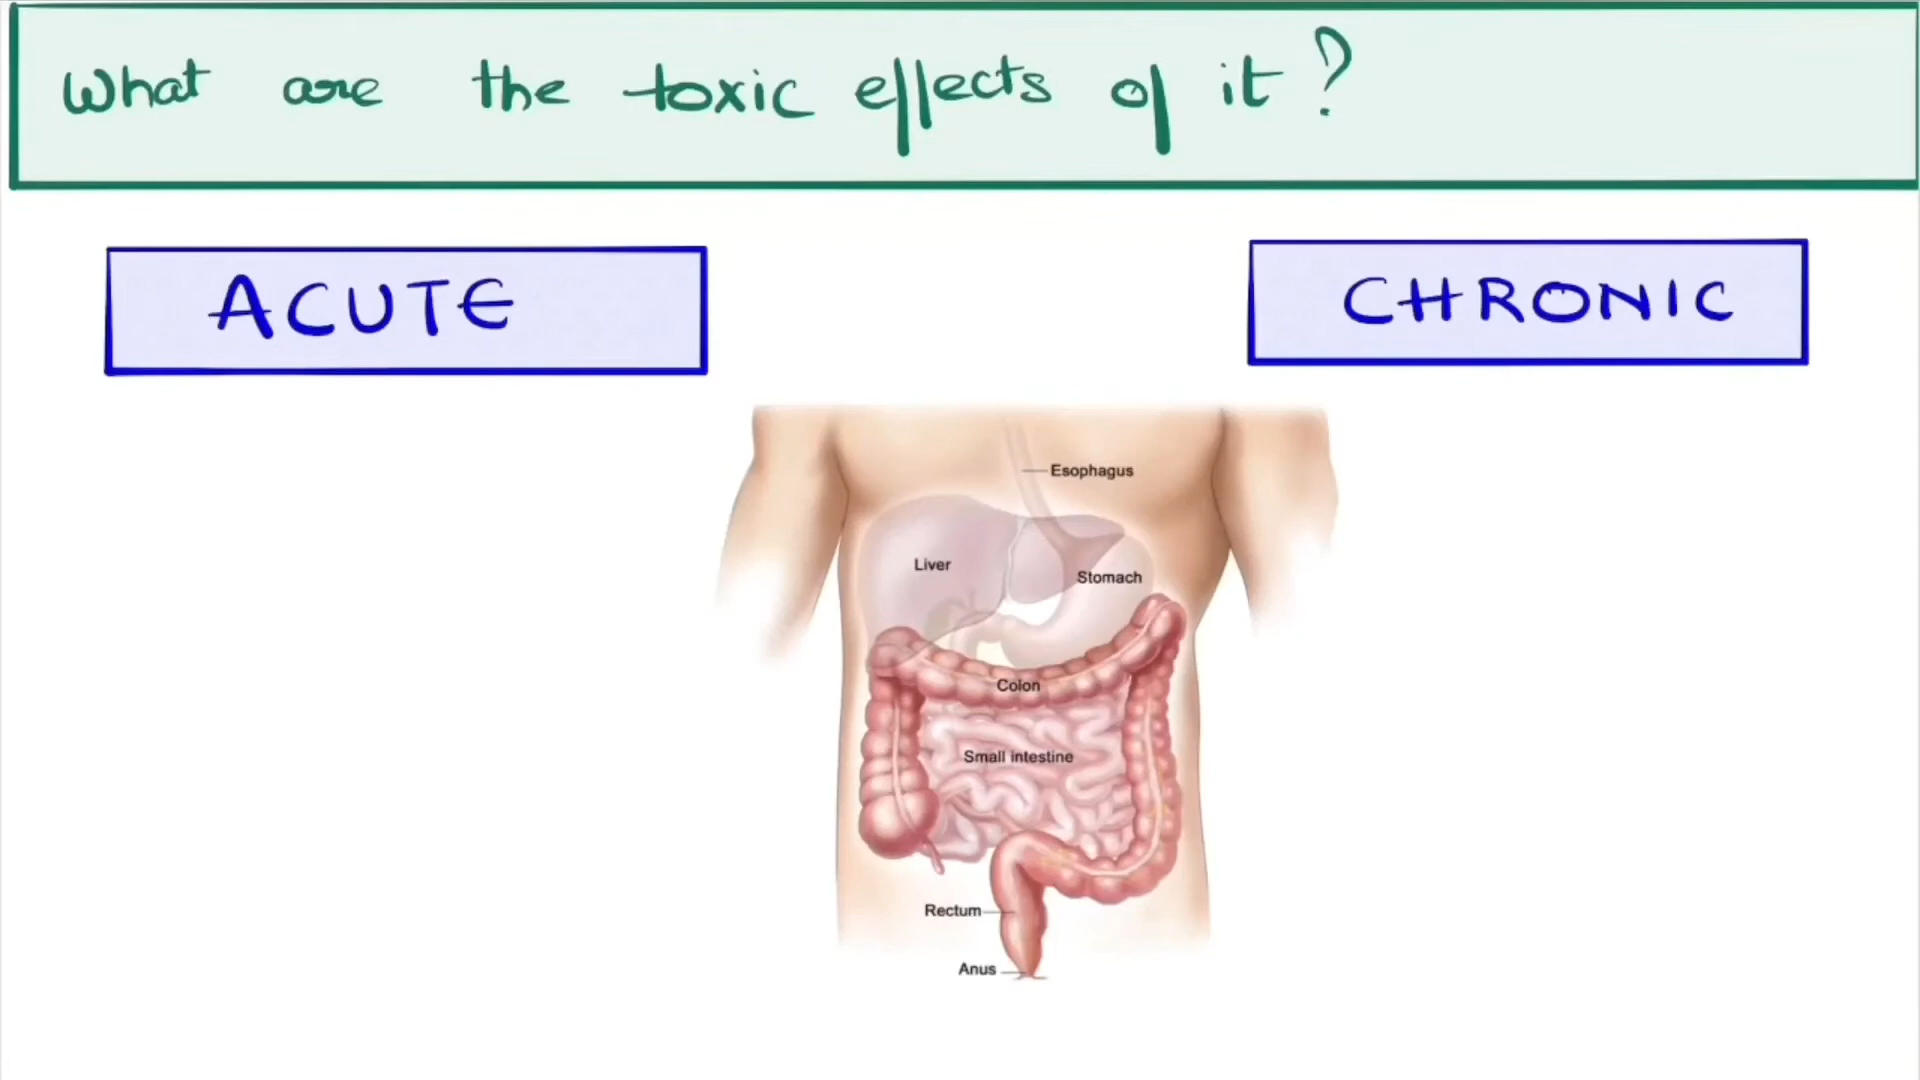 What are the toxic effects of it?
ACUTE
CHRONIC
Esophagus
Liver
Stomach
Colon
Small intestine
Rectum
Anus